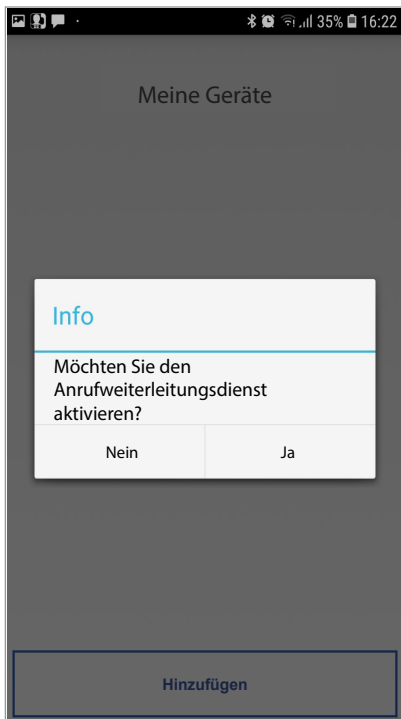 35% 16:22
Meine Geräte
Info
Möchten Sie den
Anrufweiterleitungsdienst
aktivieren?
Nein Ja
Hinzufügen